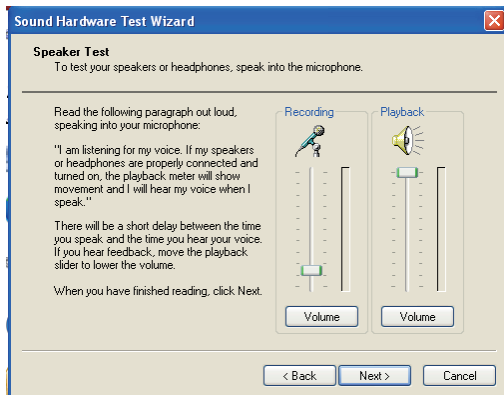 Sound Hardware Test Wizard
Speaker Test
To test your speakers or headphones, speak into the microphone.
Read the following paragraph out loud,
speaking into your microphone:
"I am listening for my voice. If my speakers
or headphones are properly connected and
turned on, the playback meter will show
movement and I will hear my voice when I
speak."
There will be a short delay between the time
you speak and the time you hear your voice.
If you hear feedback, move the playback
slider to lower the volume.
When you have finished reading, click Next.
Recording
Playback
Volume
Volume
< Back
Next >
Cancel